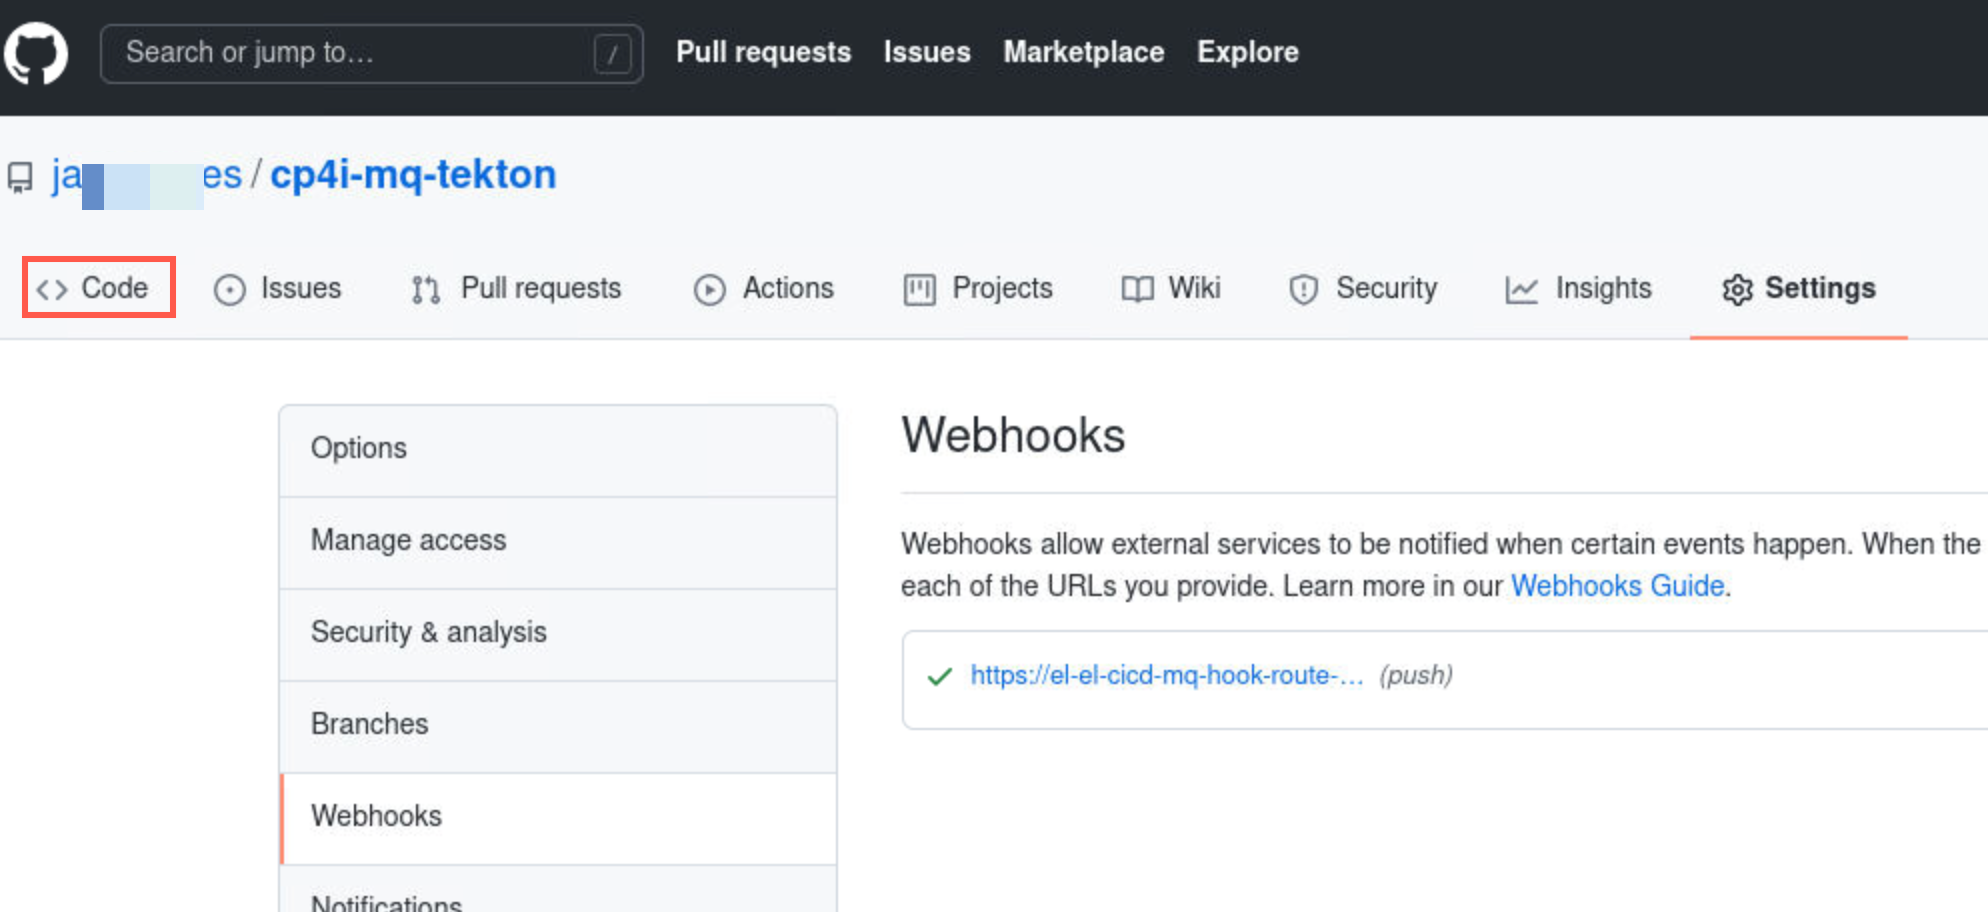 Search or jump to... / Pull requests Issues Marketplace Explore
/ cp4i-mq-tekton
Code Issues Pull requests Actions Projects Wiki Security Insights Settings
Options
Manage access
Security & analysis
Branches
Webhooks
Notifications
Webhooks
Webhooks allow external services to be notified when certain events happen. When the
each of the URLs you provide. Learn more in our Webhooks Guide.
https://el-el-cicd-mq-hook-route-... (push)